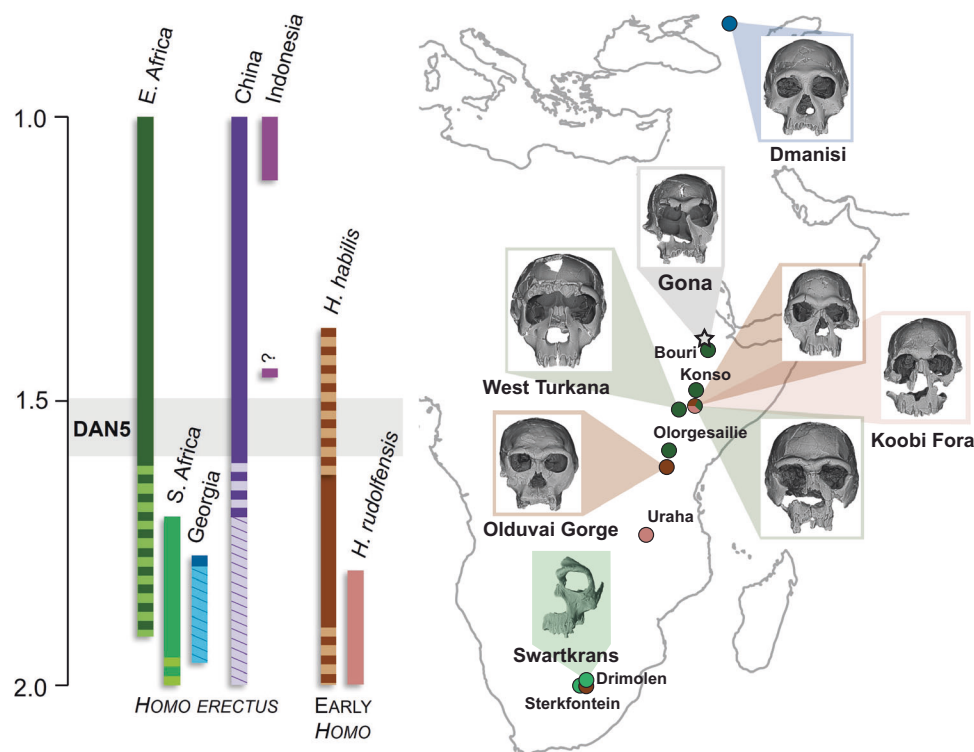 E. Africa
China
Indonesia
1.0
H. habilis
?
1.5
DAN5
S. Africa
Georgia
H. rudolfensis
2.0
HOMO ERECTUS
EARLY
HOMO
Dmanisi
Gona
Bouri
West Turkana
Konso
Koobi Fora
Olorgesailie
Olduvai Gorge
Uraha
Swartkrans
Drimolen
Sterkfontein